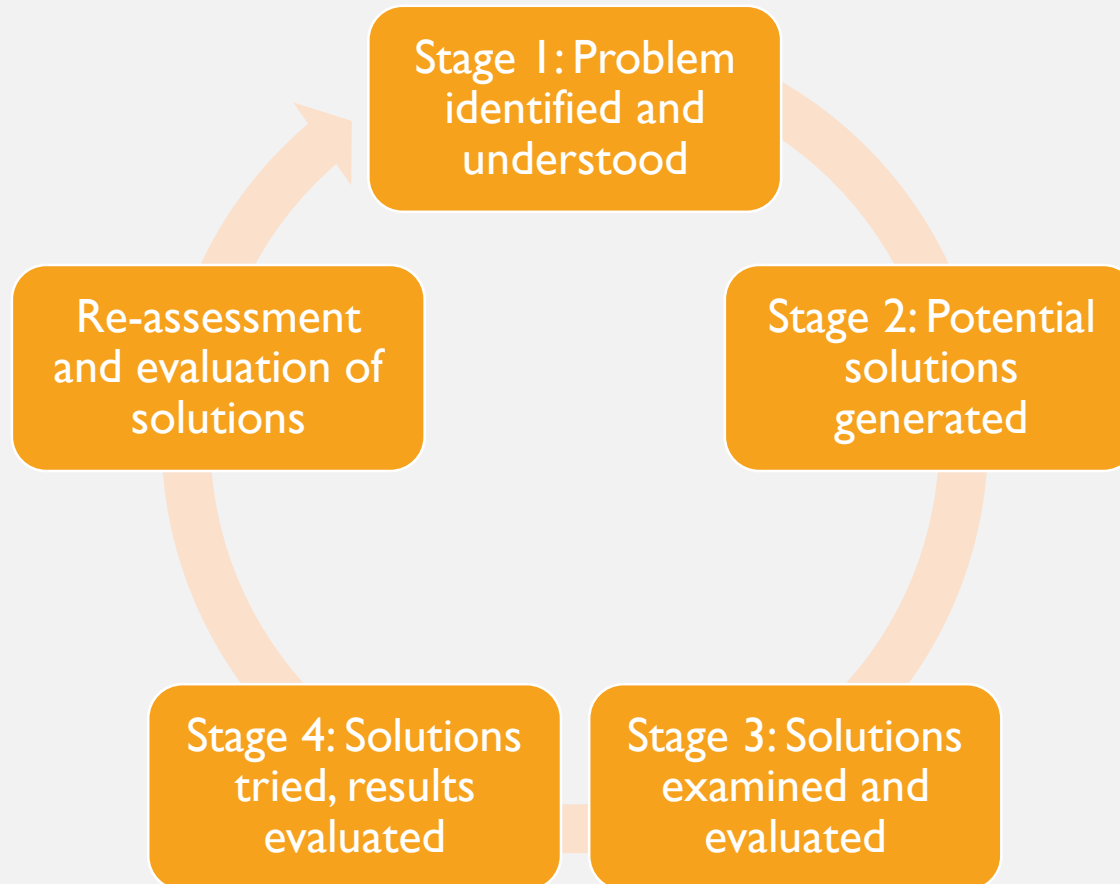 Stage 1: Problem
identified and
understood
Stage 2: Potential
solutions
generated
Stage 3: Solutions
examined and
evaluated
Stage 4: Solutions
tried, results
evaluated
Re-assessment
and evaluation of
solutions